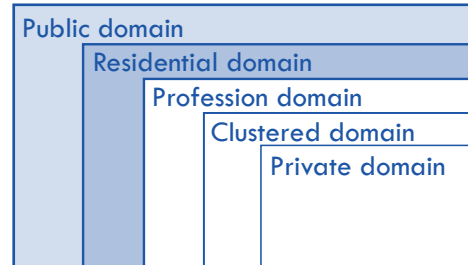 Public domain
Residential domain
Profession domain
Clustered domain
Private domain